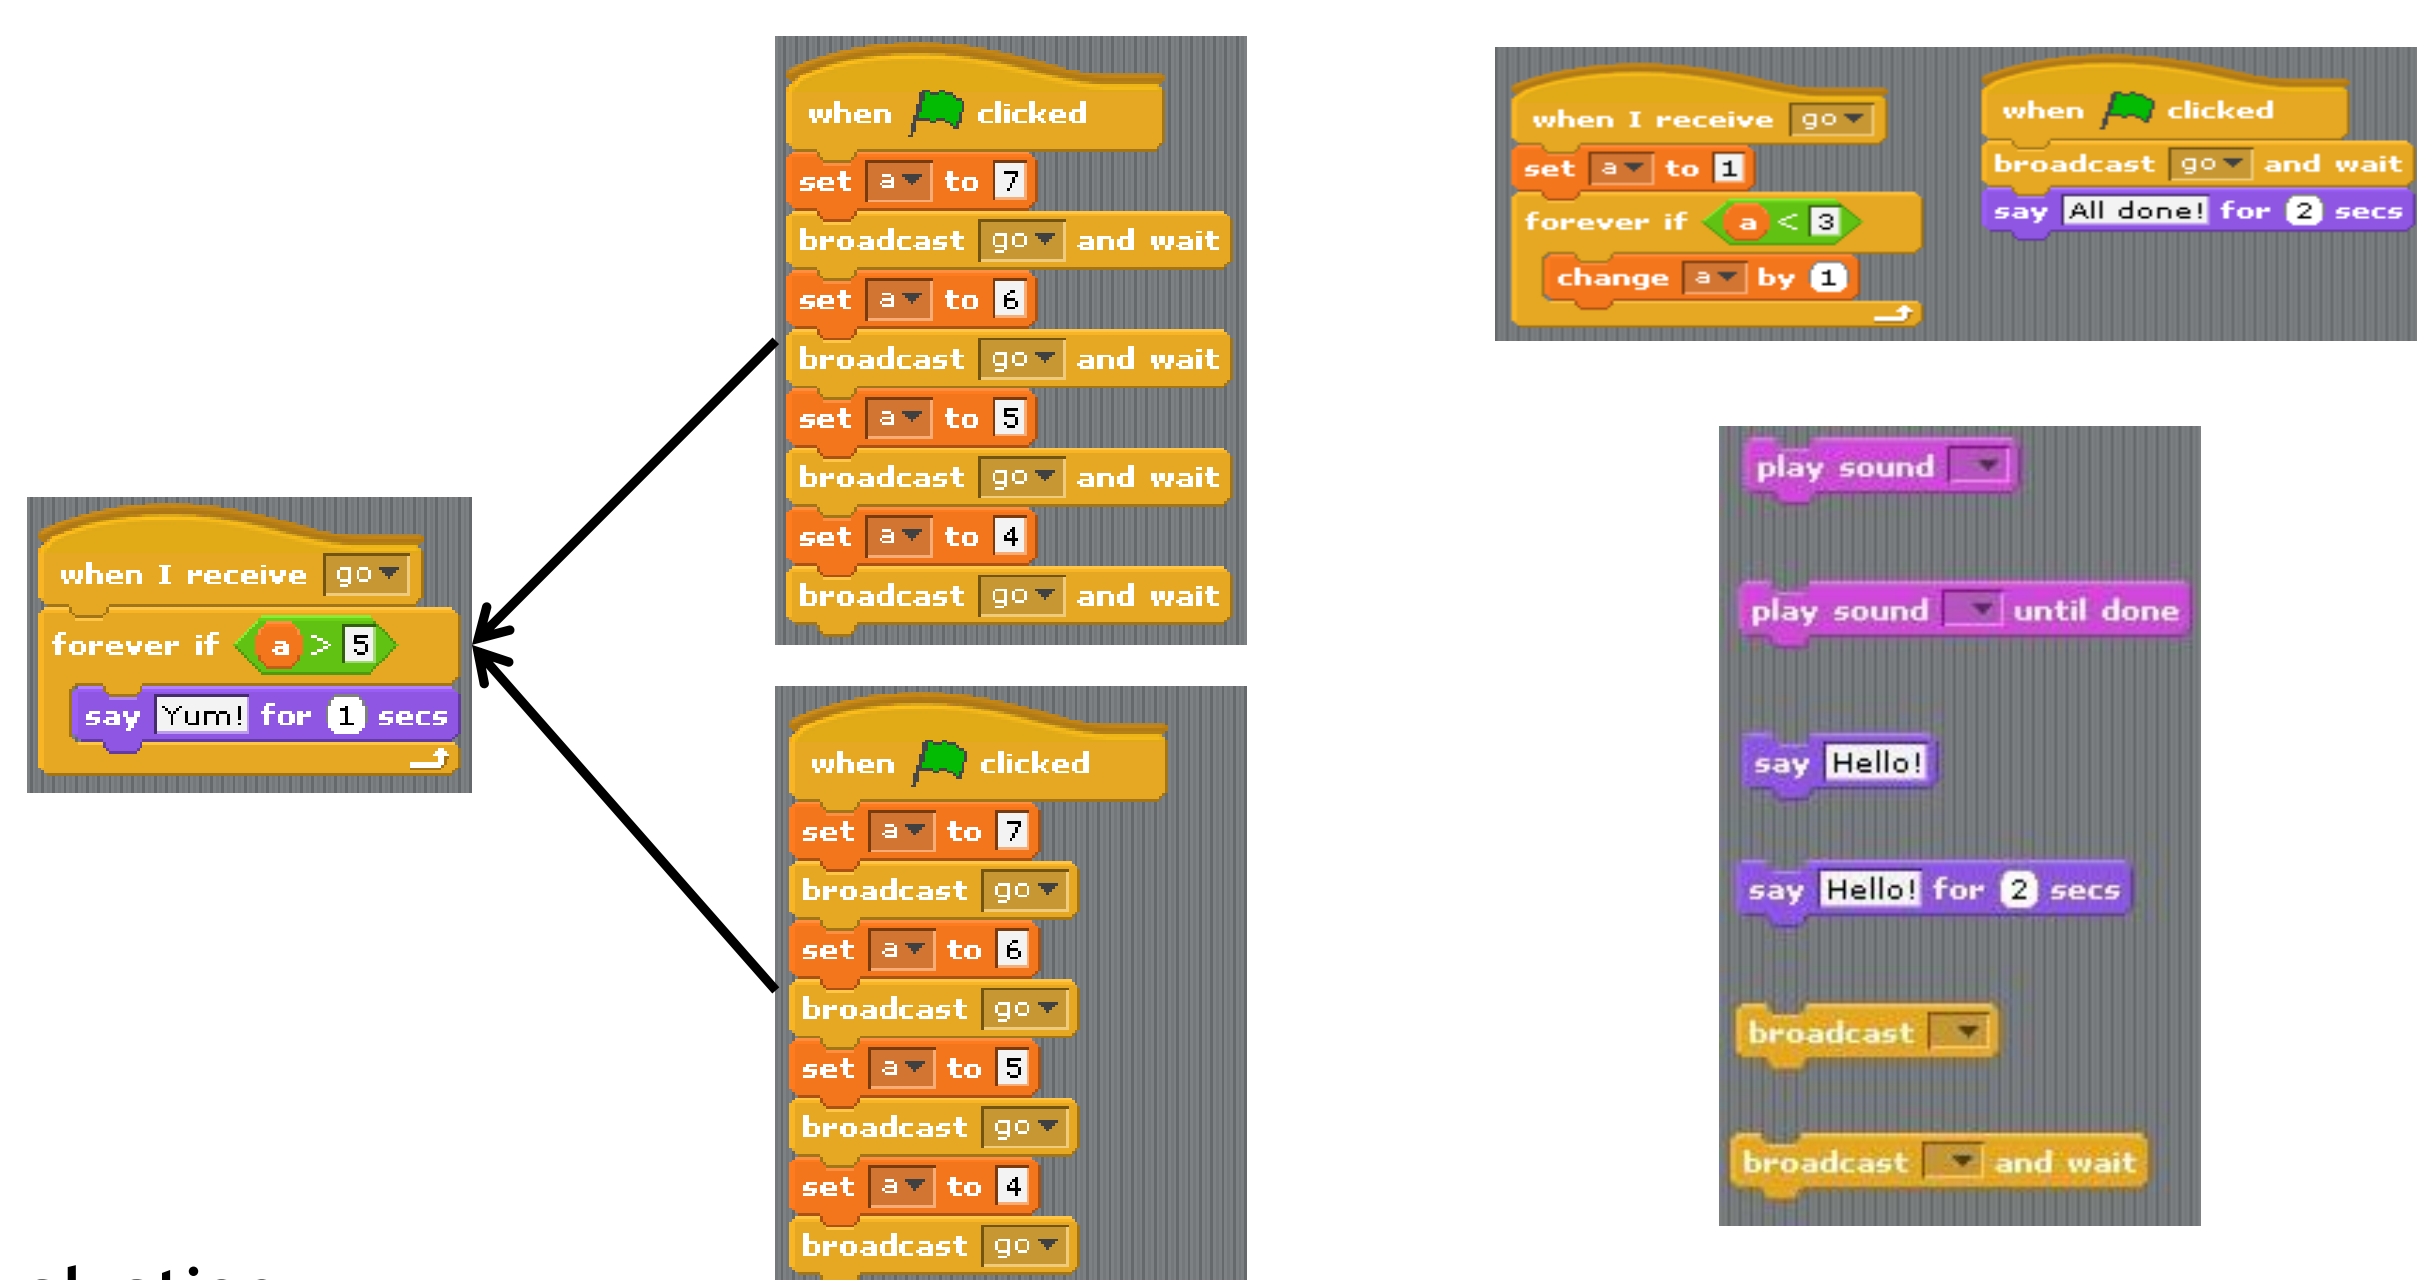 when I receive go
forever if a > 5
say Yum! for 1 secs
when clicked
set a to 7
broadcast go and wait
set a to 6
broadcast go and wait
set a to 5
broadcast go and wait
set a to 4
broadcast go and wait
when clicked
set a to 7
broadcast go
set a to 6
broadcast go
set a to 5
broadcast go
set a to 4
broadcast go
when I receive go
set a to 1
forever if a < 3
change a by 1
when clicked
broadcast go and wait
say All done! for 2 secs
play sound
play sound until done
say Hello!
say Hello! for 2 secs
broadcast
broadcast and wait